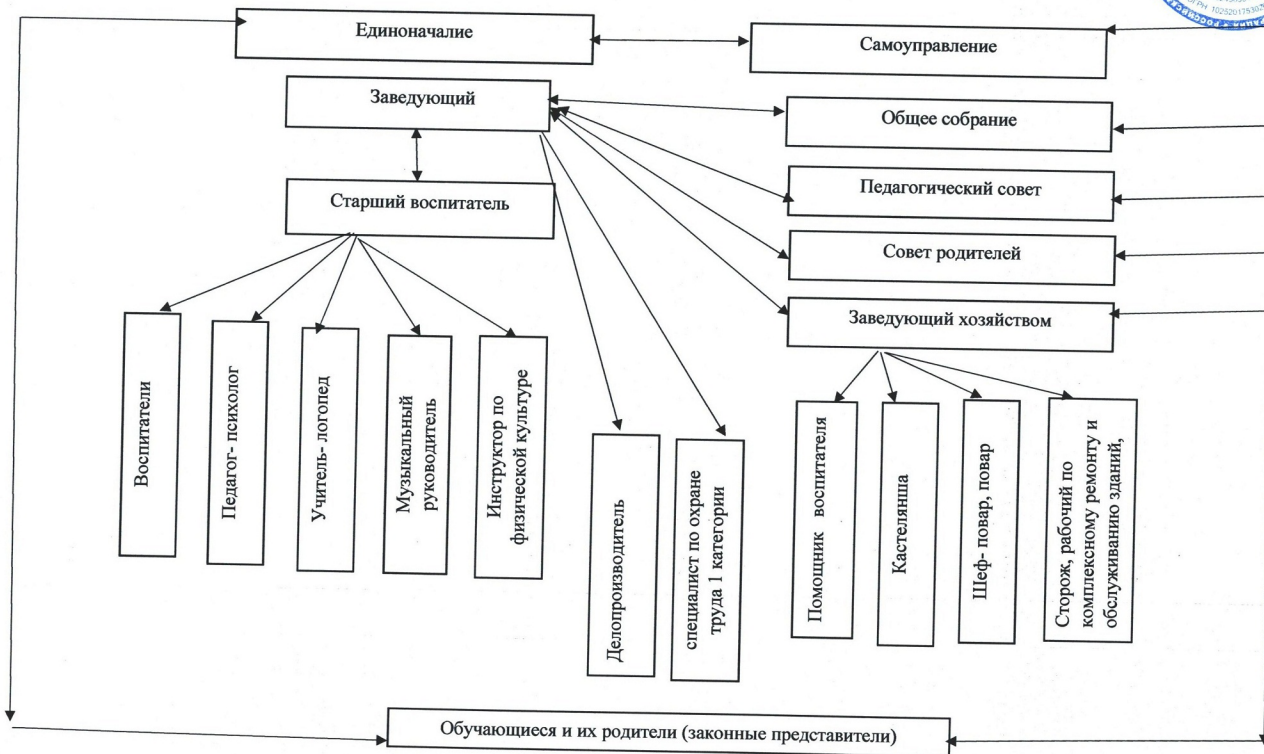 Единоначалие
Самоуправление
Заведующий
Общее собрание
Старший воспитатель
Педагогический совет
Совет родителей
Заведующий хозяйством
Воспитатели
Педагог- психолог
Учитель- логопед
Музыкальный
руководитель
Инструктор по
физической культуре
Делопроизводитель
специалист по охране
труда 1 категории
Помощник воспитателя
Кастелянша
Шеф- повар, повар
Сторож, рабочий по
комплексному ремонту и
обслуживанию зданий,
Обучающиеся и их родители (законные представители)